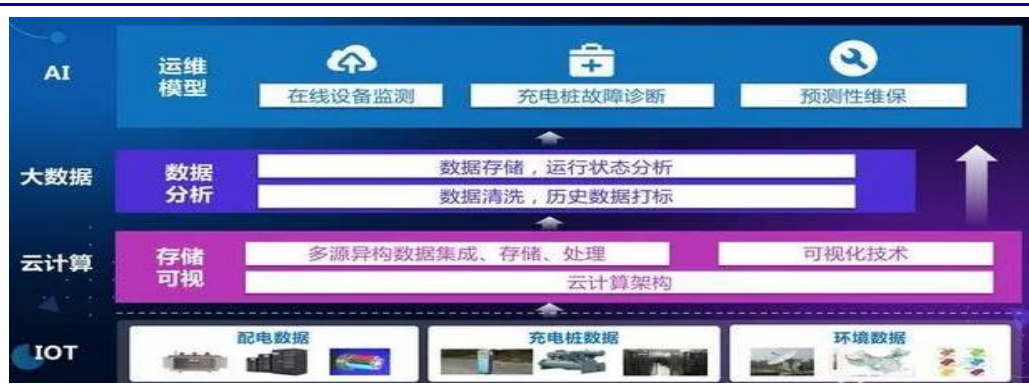 AI
运维
模型
在线设备监测
充电桩故障诊断
预测性维保
大数据
数据
分析
数据存储，运行状态分析
数据清洗，历史数据打标
云计算
存储
可视
多源异构数据集成、存储、处理
可视化技术
云计算架构
IOT
配电数据
充电桩数据
环境数据